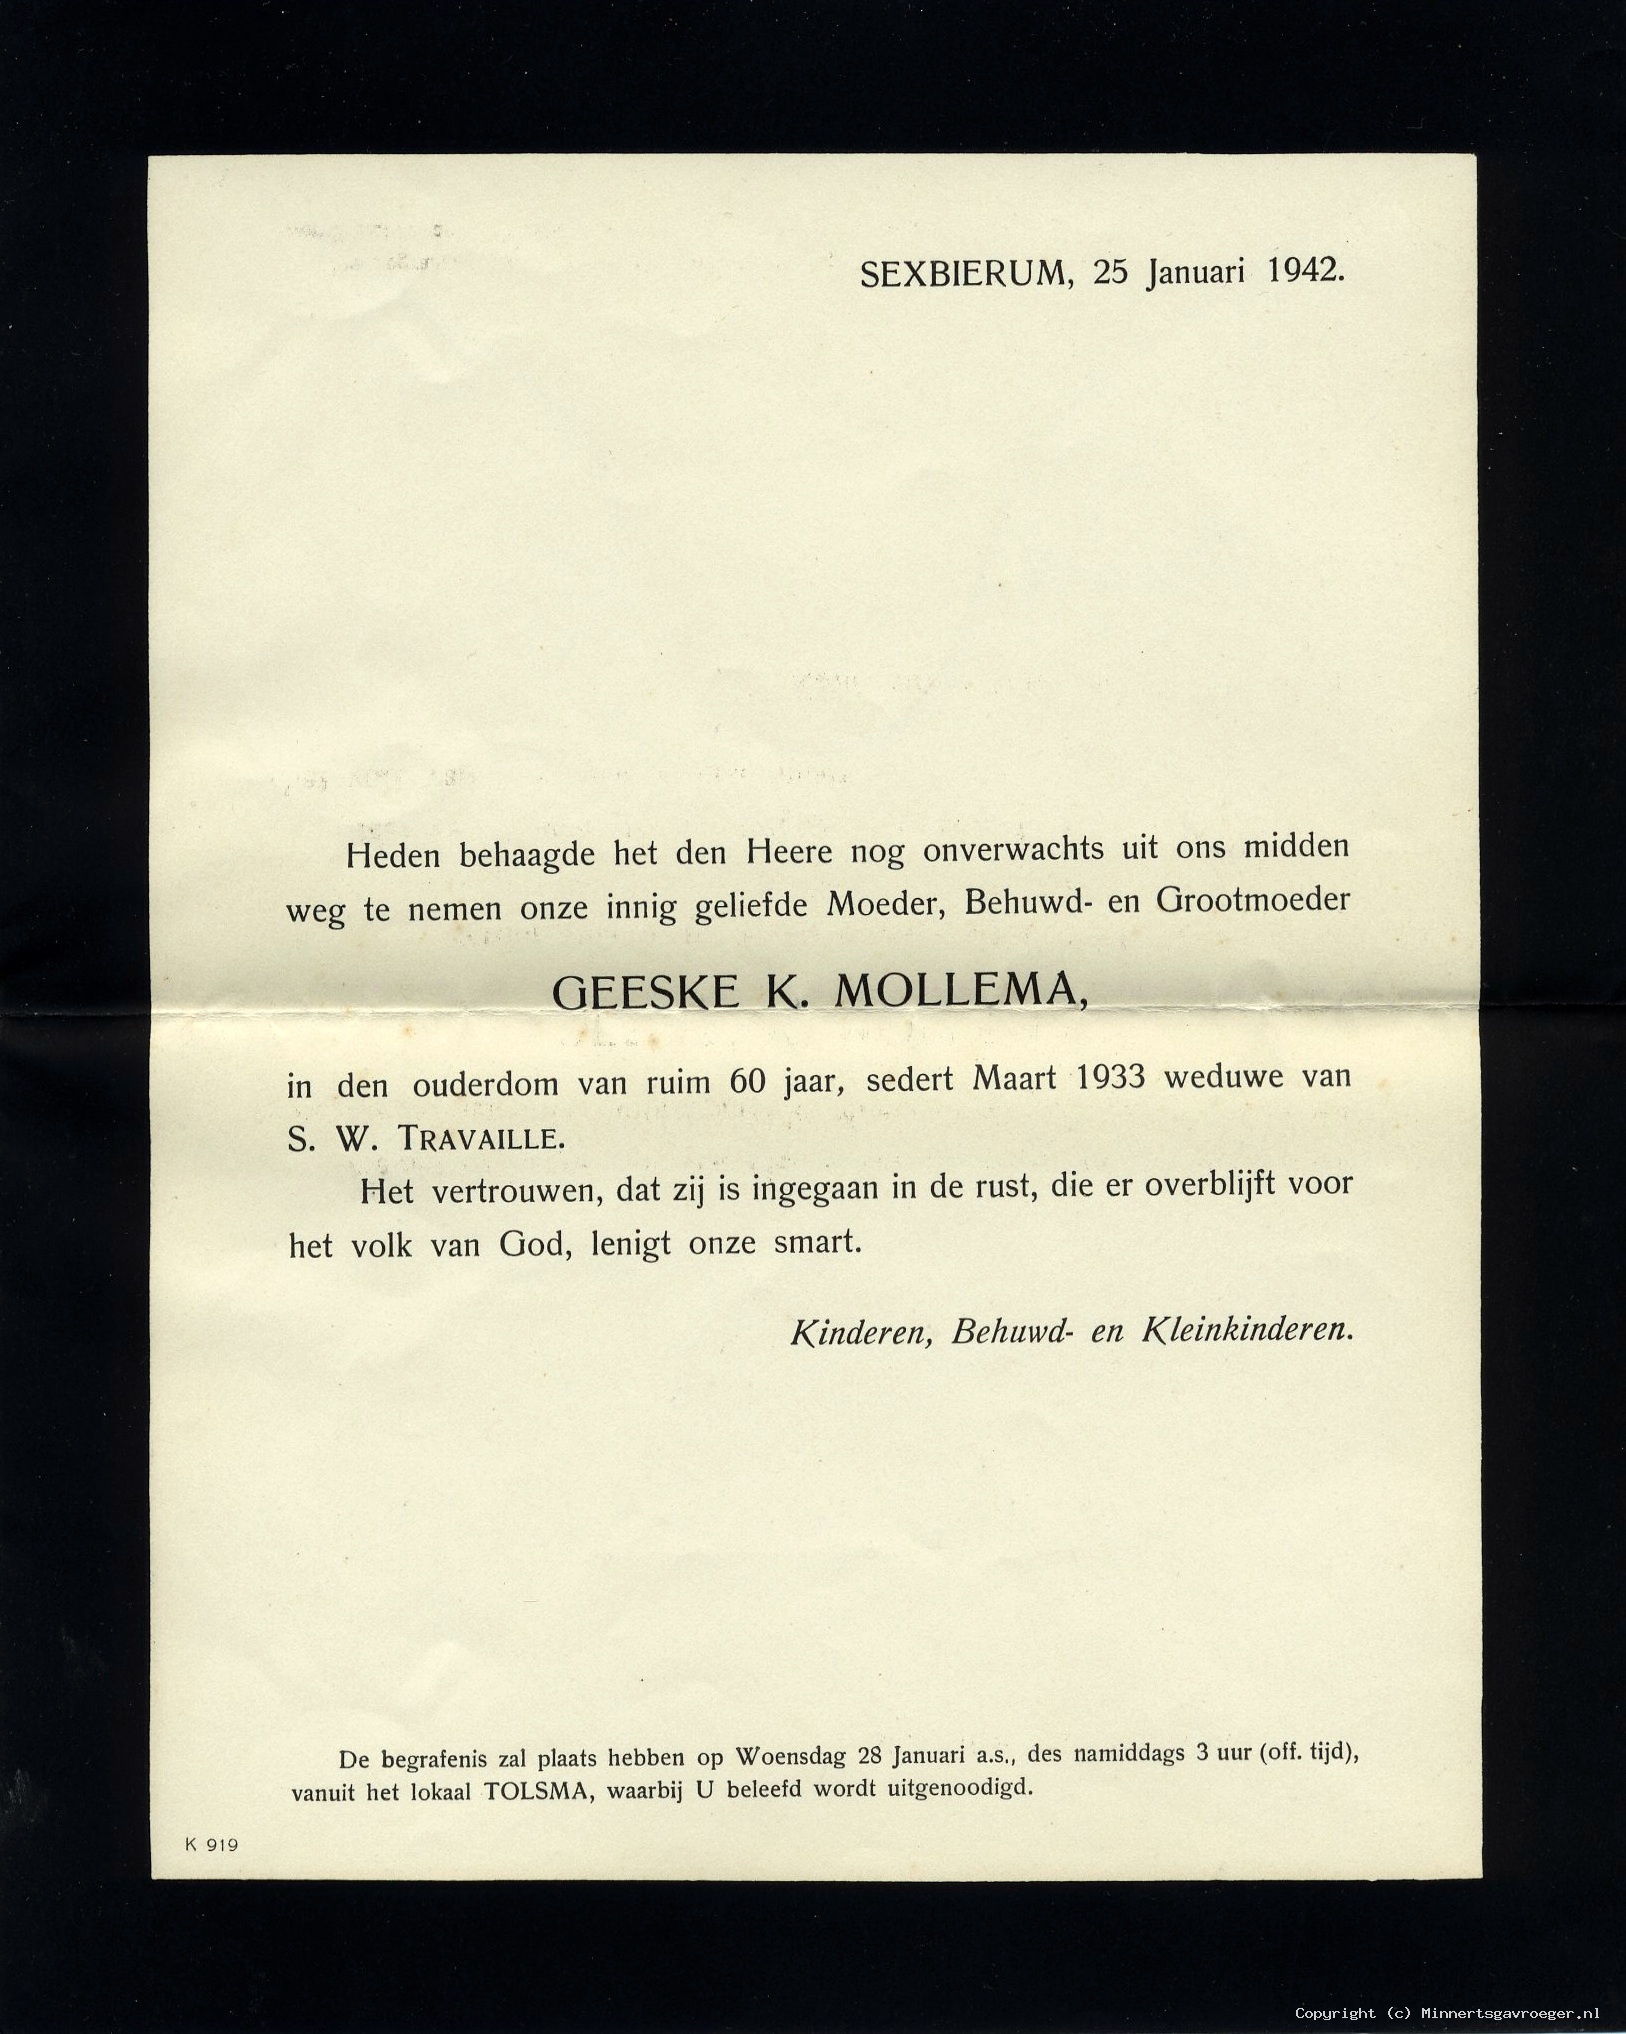 SEXBIERUM, 25 Januari 1942.
Heden behaagde het den Heere nog onverwachts uit ons midden
weg te nemen onze innig geliefde Moeder, Behuwd- en Grootmoeder
GEESKE K. MOLLEMA,
in den ouderdom van ruim 60 jaar, sedert Maart 1933 weduwe van
S. W. TRAVAILLE.
Het vertrouwen, dat zij is ingegaan in de rust, die er overblijft voor
het volk van God, lenigt onze smart.
Kinderen, Behuwd- en Kleinkinderen.
De begrafenis zal plaats hebben op Woensdag 28 Januari a.s., des namiddags 3 uur (off. tijd),
vanuit het lokaal TOLSMA, waarbij U beleefd wordt uitgenoodigd.
K 919
Copyright (c) Minnertsgavroeger.nl